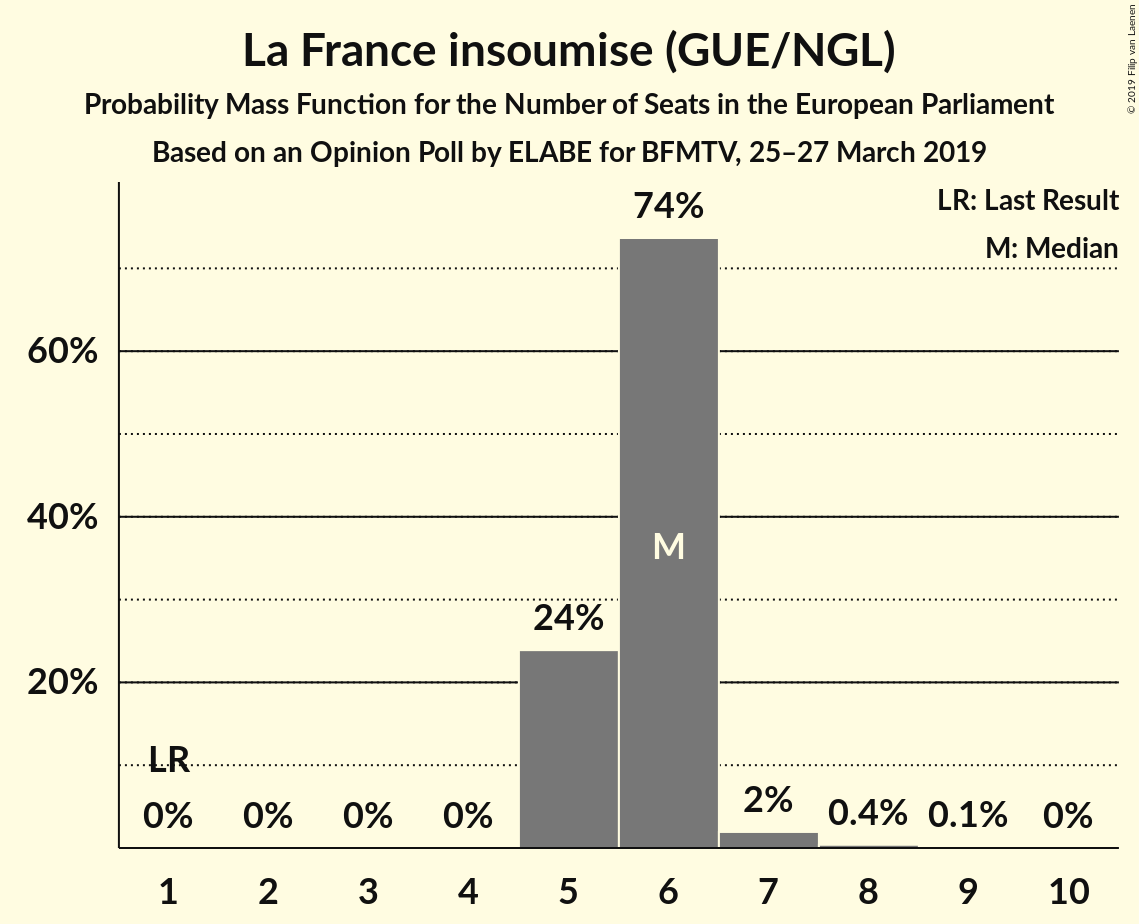 La France insoumise (GUE/NGL)
Probability Mass Function for the Number of Seats in the European Parliament
Based on an Opinion Poll by ELABE for BFMTV, 25–27 March 2019
© 2019 Filip van Laenen
LR: Last Result
M: Median
74%
60%
M
40%
24%
20%
LR
0%
0%
0%
0%
2%
0.4%
0.1%
0%
1
2
3
4
5
6
7
8
9
10